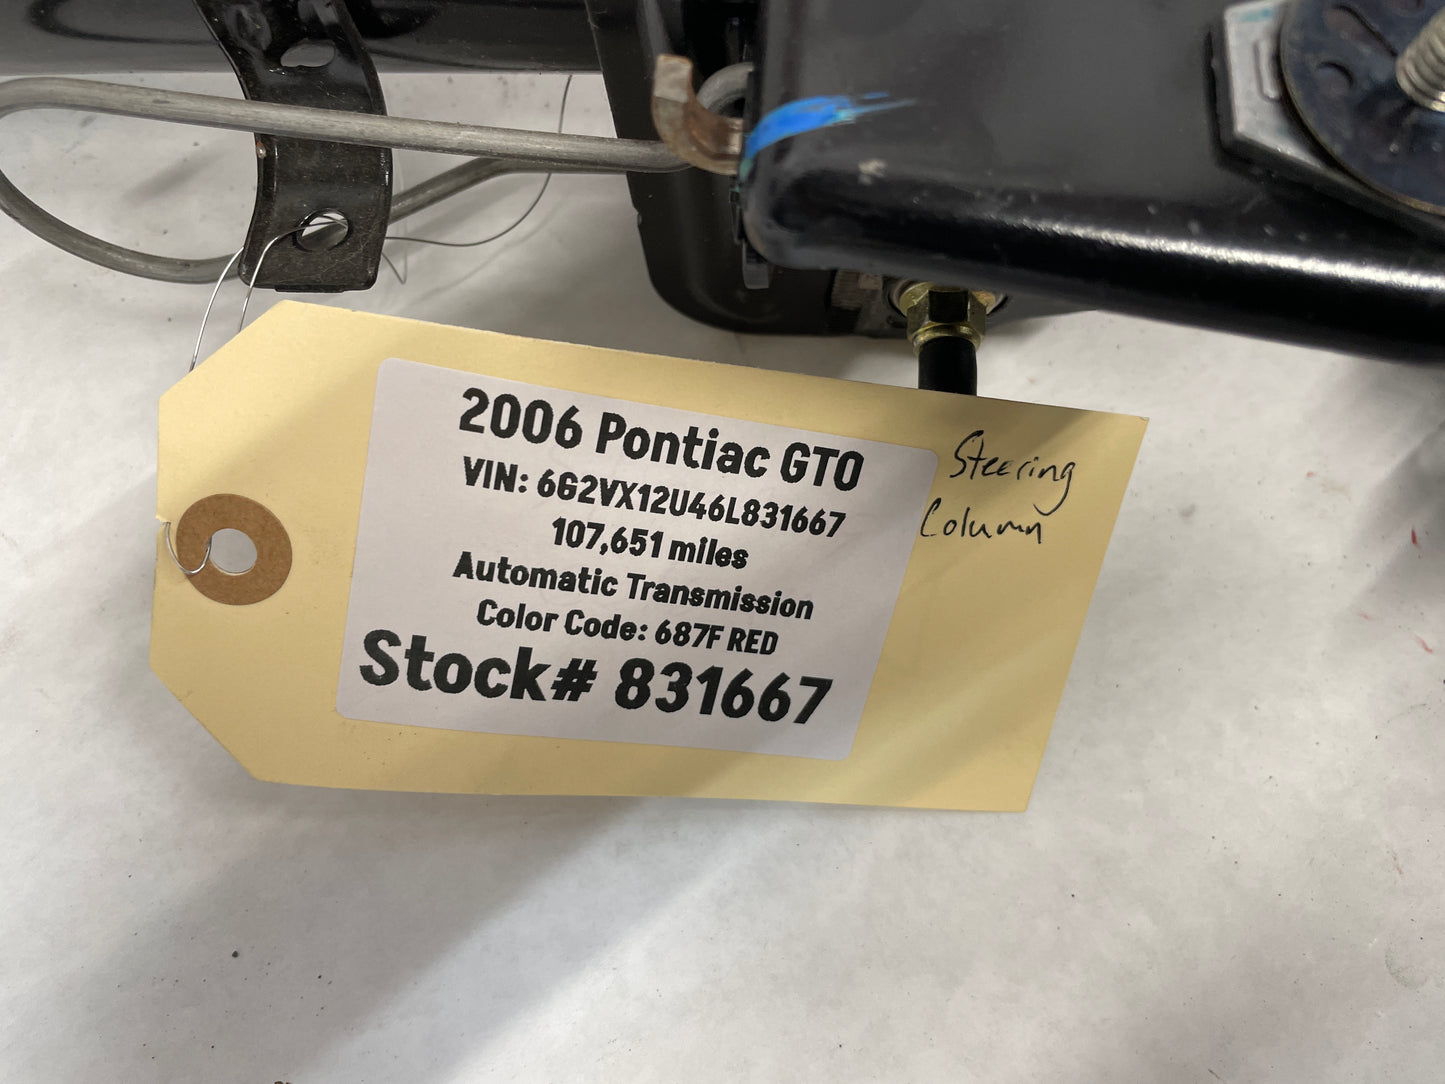 2006 Pontiac GTO
VIN: 6G2VX12U46L831667
107,651 miles
Automatic Transmission
Color Code: 687F RED
Stock# 831667
Steering
Column